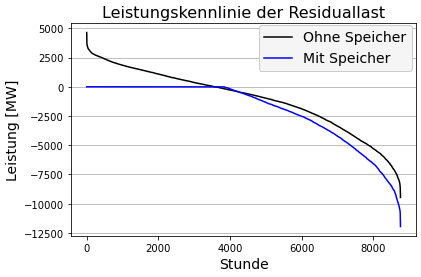 Leistungskennlinie der Residuallast
Leistung [MW]
5000
2500
0
−2500
−5000
−7500
−10000
−12500
Ohne Speicher
Mit Speicher
0 2000 4000 6000 8000
Stunde